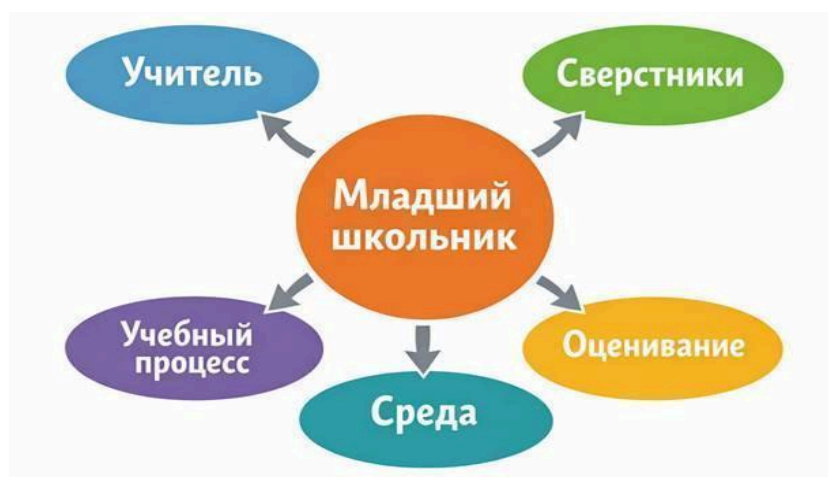 Учитель
Сверстники
Младший
школьник
Учебный
процесс
Оценивание
Среда